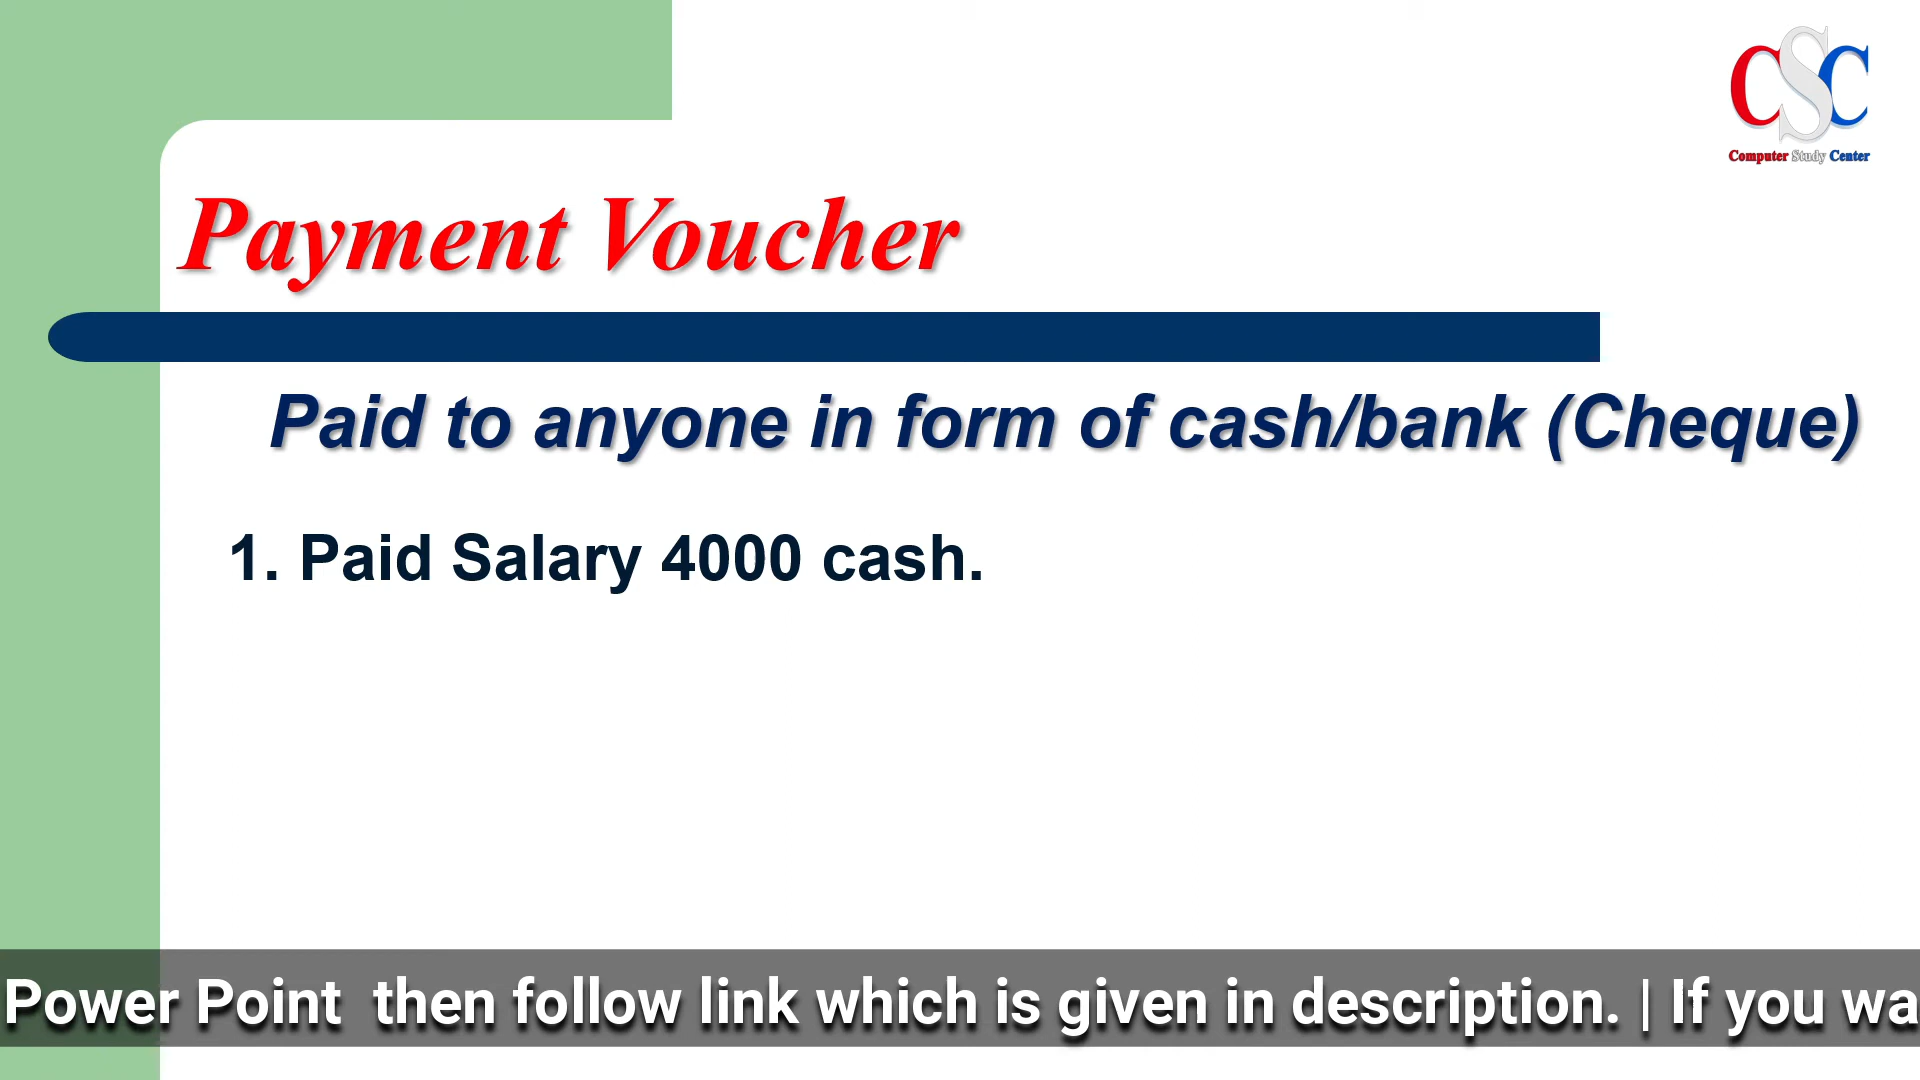 CSC
Computer Study Center
Payment Voucher
Paid to anyone in form of cash/bank (Cheque)
1. Paid Salary 4000 cash.
Power Point then follow link which is given in description. | If you wa